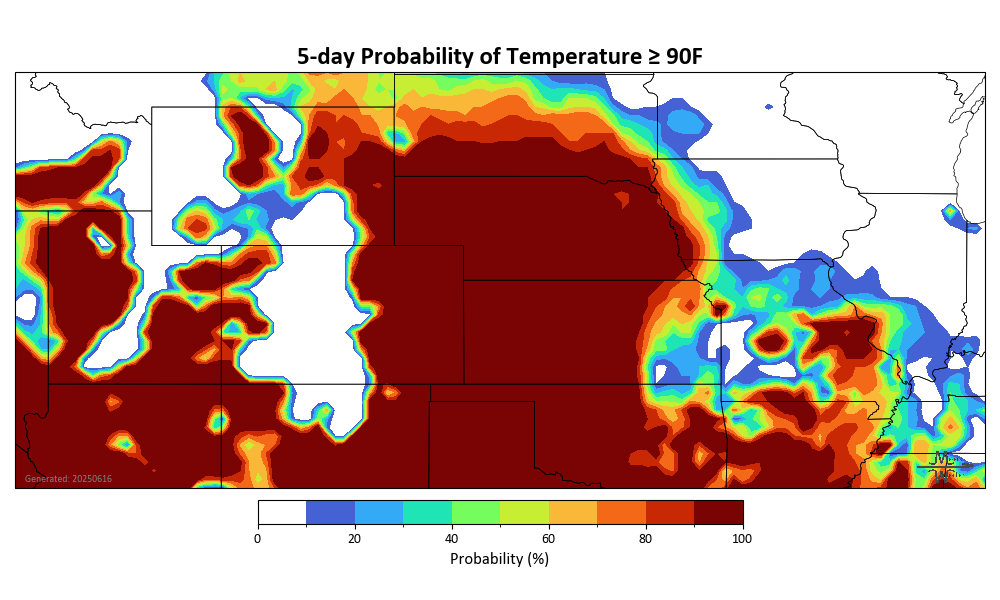 5-day Probability of Temperature ≥ 90F
Generated: 20250616
0 20 40 60 80 100
Probability (%)